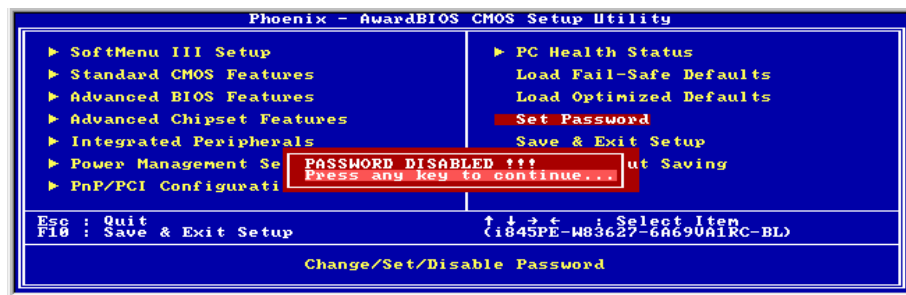 Phoenix - AwardBIOS CMOS Setup Utility
SoftMenu III Setup
Standard CMOS Features
Advanced BIOS Features
Advanced Chipset Features
Integrated Peripherals
Power Management Se
PnP/PCI Configurati
PC Health Status
Load Fail-Safe Defaults
Load Optimized Defaults
Set Password
Save & Exit Setup
ut Saving
PASSWORD DISABLED !!!
Press any key to continue...
Esc : Quit
F10 : Save & Exit Setup
↑ ↓ → ← : Select Item
(i845PE-W83627-6A69VA1RC-BL)
Change/Set/Disable Password